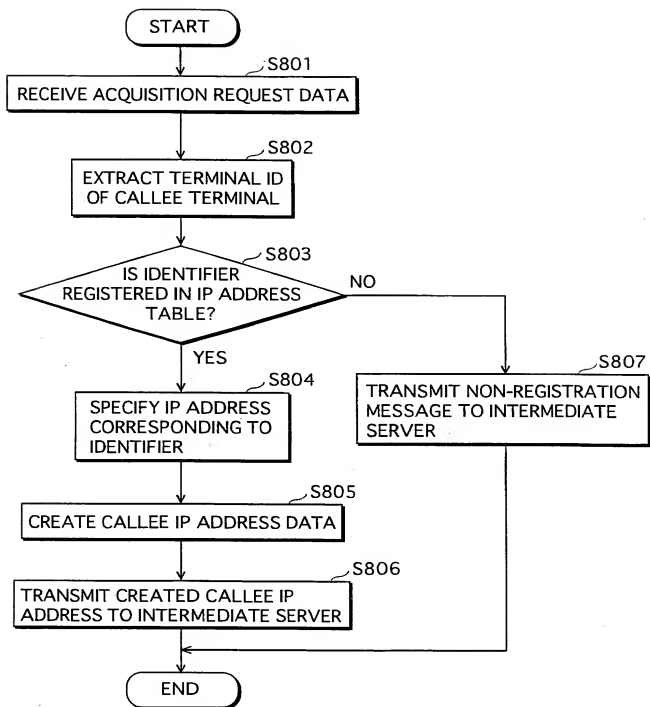 START
S801
RECEIVE ACQUISITION REQUEST DATA
S802
EXTRACT TERMINAL ID
OF CALLEE TERMINAL
S803
IS IDENTIFIER
REGISTERED IN IP ADDRESS
TABLE?
NO
YES
S804
SPECIFY IP ADDRESS
CORRESPONDING TO
IDENTIFIER
S807
TRANSMIT NON-REGISTRATION
MESSAGE TO INTERMEDIATE
SERVER
S805
CREATE CALLEE IP ADDRESS DATA
S806
TRANSMIT CREATED CALLEE IP
ADDRESS TO INTERMEDIATE SERVER
END